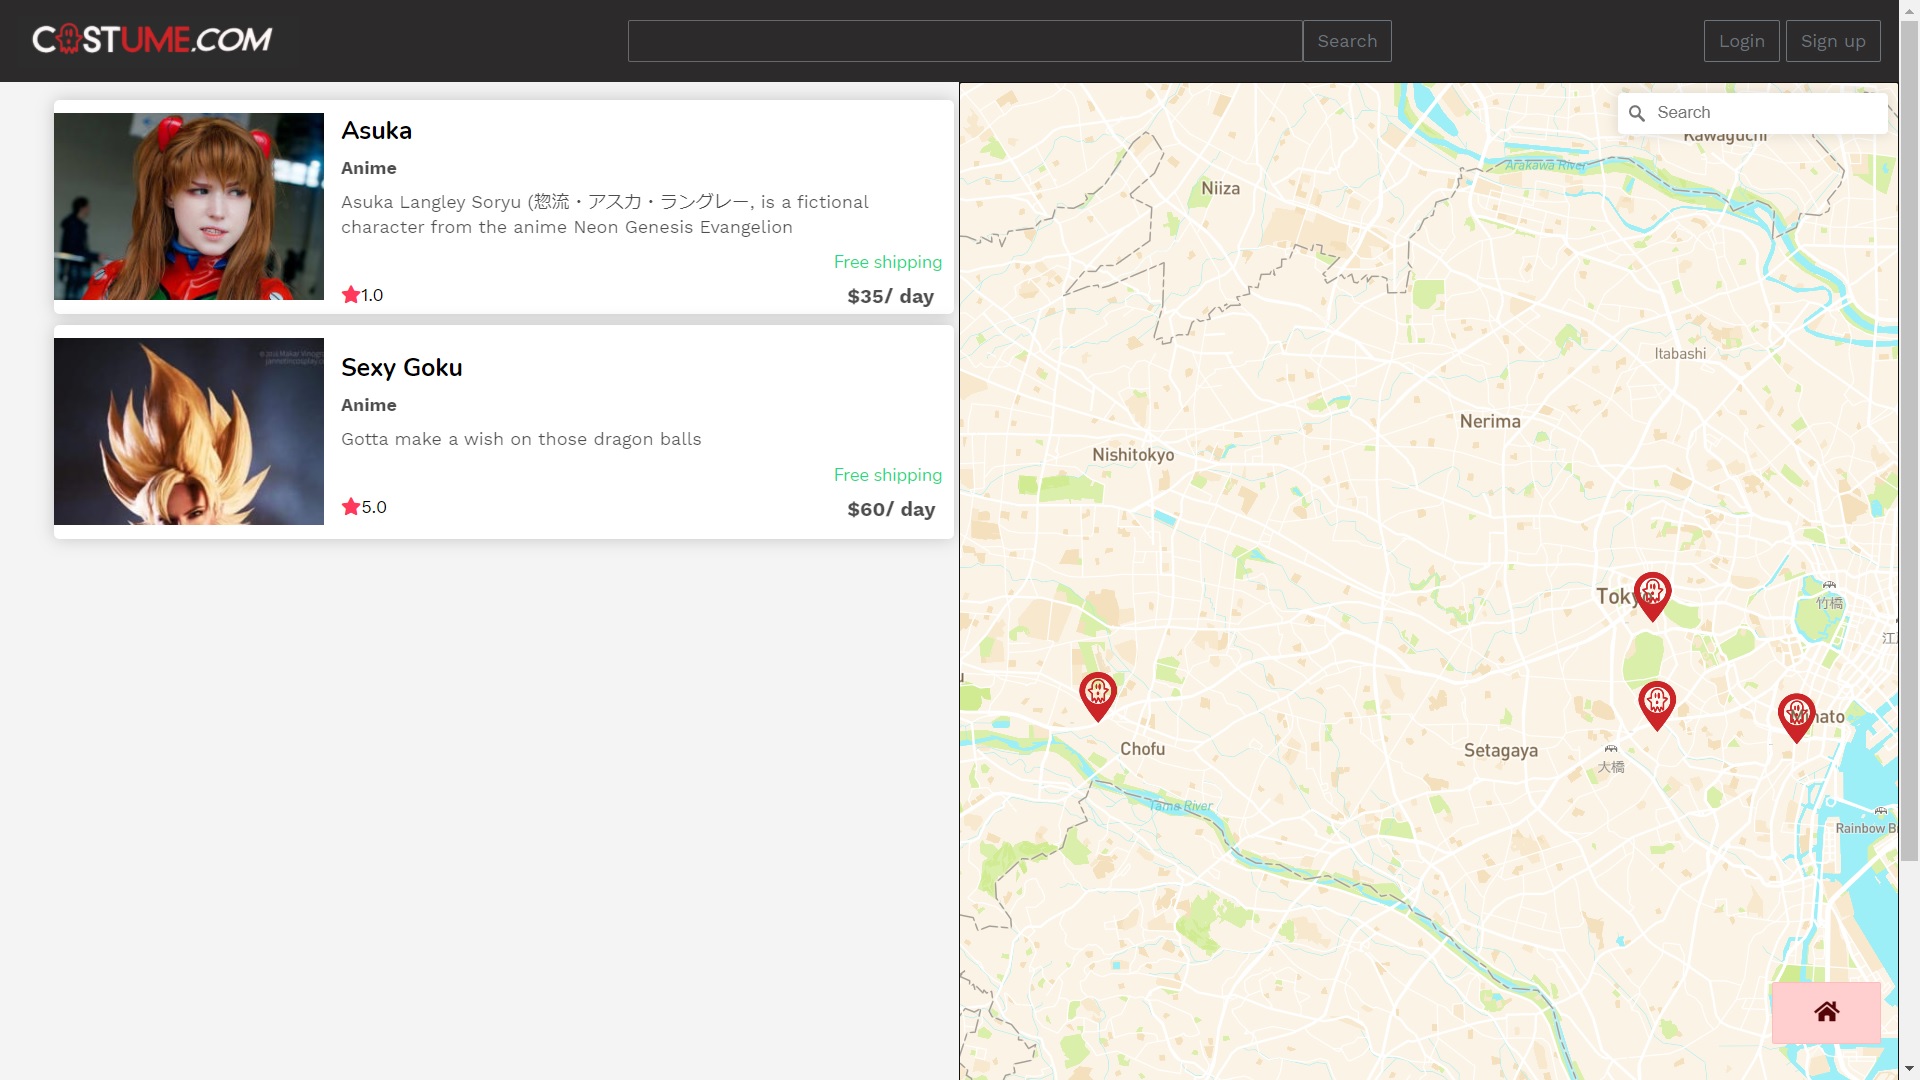 COSTUME.COM
Search
Login
Sign up
Asuka
Anime
Asuka Langley Soryu (惣流・アスカ・ラングレー, is a fictional
character from the anime Neon Genesis Evangelion
Free shipping
1.0
$35/ day
Sexy Goku
Anime
Gotta make a wish on those dragon balls
Free shipping
5.0
$60/ day
Search
Kawaguchi
Arakawa River
Niiza
Itabashi
Nerima
Nishitokyo
Tokyo
竹橋
Minato
Chofu
Setagaya
大橋
Tama River
Rainbow B